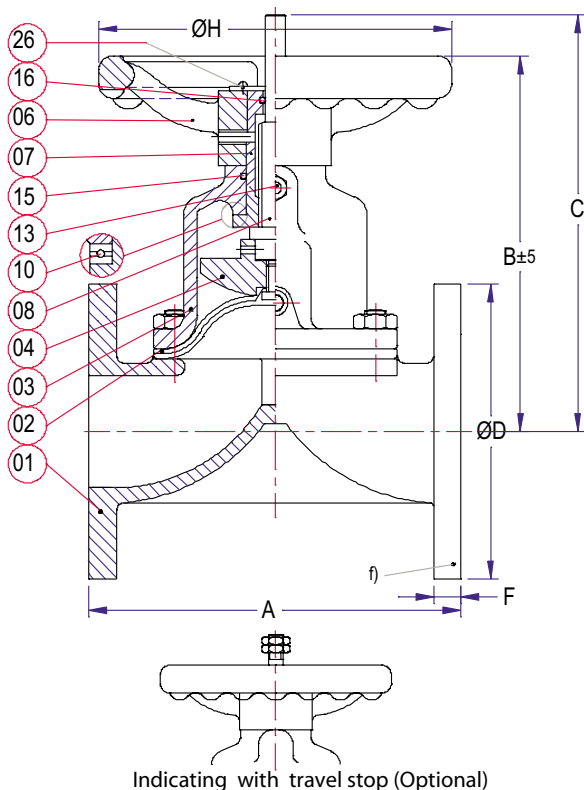 ØH
26
16
06
07
15
13
10
08
04
03
02
01
C
B±5
ØD
f)
F
A
Indicating with travel stop (Optional)